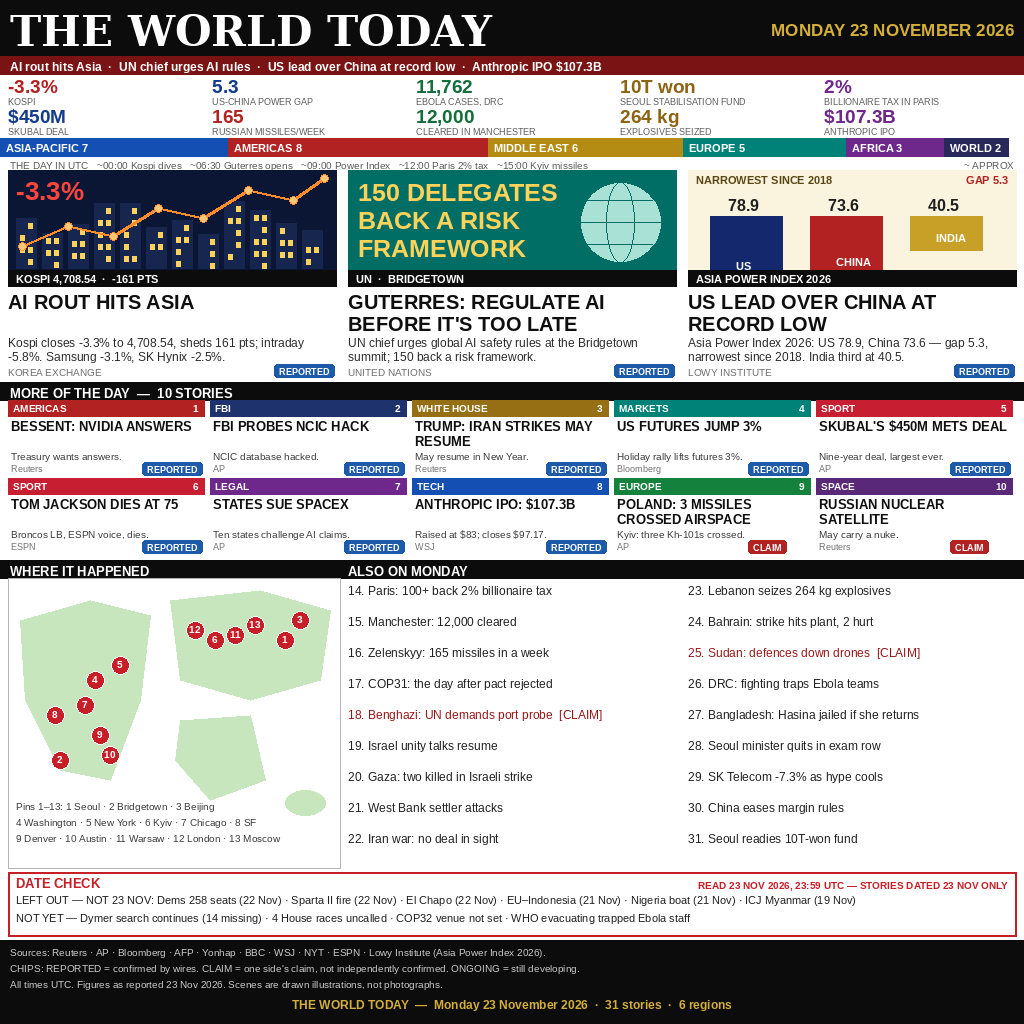 THE WORLD TODAY
MONDAY 23 NOVEMBER 2026
AI rout hits Asia · UN chief urges AI rules · US lead over China at record low · Anthropic IPO $107.3B
-3.3%
KOSPI
5.3
US-CHINA POWER GAP
11,762
EBOLA CASES, DRC
10T won
SEOUL STABILISATION FUND
2%
BILLIONAIRE TAX IN PARIS
$450M
SKUBAL DEAL
165
RUSSIAN MISSILES/WEEK
12,000
CLEARED IN MANCHESTER
264 kg
EXPLOSIVES SEIZED
$107.3B
ANTHROPIC IPO
ASIA-PACIFIC 7
AMERICAS 8
MIDDLE EAST 6
EUROPE 5
AFRICA 3
WORLD 2
THE DAY IN UTC ~00:00 Kospi dives ~06:30 Guterres opens ~09:00 Power Index ~12:00 Paris 2% tax ~15:00 Kyiv missiles
~ APPROX
-3.3%
KOSPI 4,708.54 · -161 PTS
150 DELEGATES
BACK A RISK
FRAMEWORK
UN · BRIDGETOWN
NARROWEST SINCE 2018
GAP 5.3
78.9
73.6
40.5
US
CHINA
INDIA
ASIA POWER INDEX 2026
AI ROUT HITS ASIA
Kospi closes -3.3% to 4,708.54, sheds 161 pts; intraday
-5.8%. Samsung -3.1%, SK Hynix -2.5%.
KOREA EXCHANGE
REPORTED
GUTERRES: REGULATE AI
BEFORE IT'S TOO LATE
UN chief urges global AI safety rules at the Bridgetown
summit; 150 back a risk framework.
UNITED NATIONS
REPORTED
US LEAD OVER CHINA AT
RECORD LOW
Asia Power Index 2026: US 78.9, China 73.6 — gap 5.3,
narrowest since 2018. India third at 40.5.
LOWY INSTITUTE
REPORTED
MORE OF THE DAY — 10 STORIES
AMERICAS 1
BESSENT: NVIDIA ANSWERS
Treasury wants answers.
Reuters
REPORTED
FBI 2
FBI PROBES NCIC HACK
NCIC database hacked.
AP
REPORTED
WHITE HOUSE 3
TRUMP: IRAN STRIKES MAY
RESUME
May resume in New Year.
Reuters
REPORTED
MARKETS 4
US FUTURES JUMP 3%
Holiday rally lifts futures 3%.
Bloomberg
REPORTED
SPORT 5
SKUBAL'S $450M METS DEAL
Nine-year deal, largest ever.
AP
REPORTED
SPORT 6
TOM JACKSON DIES AT 75
Broncos LB, ESPN voice, dies.
ESPN
REPORTED
LEGAL 7
STATES SUE SPACEX
Ten states challenge AI claims.
AP
REPORTED
TECH 8
ANTHROPIC IPO: $107.3B
Raised at $83; closes $97.17.
WSJ
REPORTED
EUROPE 9
POLAND: 3 MISSILES
CROSSED AIRSPACE
Kyiv: three Kh-101s crossed.
AP
CLAIM
SPACE 10
RUSSIAN NUCLEAR
SATELLITE
May carry a nuke.
Reuters
CLAIM
WHERE IT HAPPENED
12
6
11
13
3
1
5
4
7
8
9
10
2
Pins 1–13: 1 Seoul · 2 Bridgetown · 3 Beijing
4 Washington · 5 New York · 6 Kyiv · 7 Chicago · 8 SF
9 Denver · 10 Austin · 11 Warsaw · 12 London · 13 Moscow
ALSO ON MONDAY
14. Paris: 100+ back 2% billionaire tax
15. Manchester: 12,000 cleared
16. Zelenskyy: 165 missiles in a week
17. COP31: the day after pact rejected
18. Benghazi: UN demands port probe [CLAIM]
19. Israel unity talks resume
20. Gaza: two killed in Israeli strike
21. West Bank settler attacks
22. Iran war: no deal in sight
23. Lebanon seizes 264 kg explosives
24. Bahrain: strike hits plant, 2 hurt
25. Sudan: defences down drones [CLAIM]
26. DRC: fighting traps Ebola teams
27. Bangladesh: Hasina jailed if she returns
28. Seoul minister quits in exam row
29. SK Telecom -7.3% as hype cools
30. China eases margin rules
31. Seoul readies 10T-won fund
DATE CHECK
READ 23 NOV 2026, 23:59 UTC — STORIES DATED 23 NOV ONLY
LEFT OUT — NOT 23 NOV: Dems 258 seats (22 Nov) · Sparta II fire (22 Nov) · El Chapo (22 Nov) · EU–Indonesia (21 Nov) · Nigeria boat (21 Nov) · ICJ Myanmar (19 Nov)
NOT YET — Dymer search continues (14 missing) · 4 House races uncalled · COP32 venue not set · WHO evacuating trapped Ebola staff
Sources: Reuters · AP · Bloomberg · AFP · Yonhap · BBC · WSJ · NYT · ESPN · Lowy Institute (Asia Power Index 2026).
CHIPS: REPORTED = confirmed by wires. CLAIM = one side's claim, not independently confirmed. ONGOING = still developing.
All times UTC. Figures as reported 23 Nov 2026. Scenes are drawn illustrations, not photographs.
THE WORLD TODAY — Monday 23 November 2026 · 31 stories · 6 regions